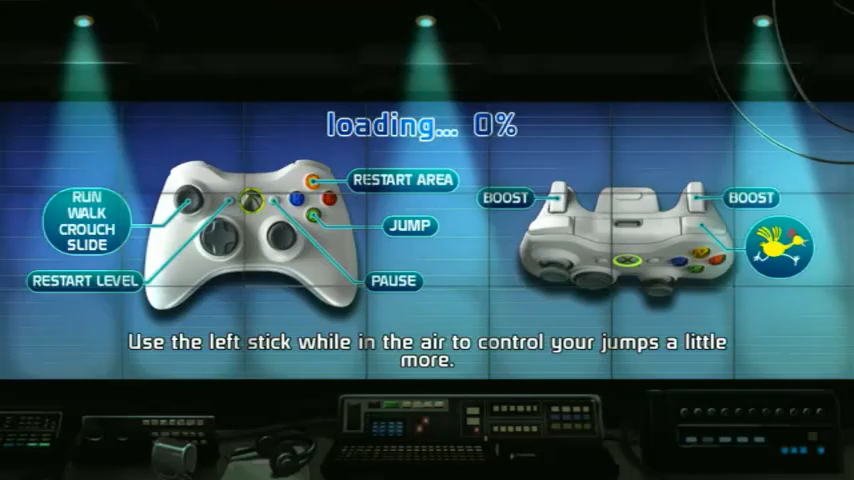 loading... 0%
RESTART AREA
RUN
WALK
CROUCH
SLIDE
JUMP
RESTART LEVEL
PAUSE
BOOST
BOOST
Use the left stick while in the air to control your jumps a little
more.